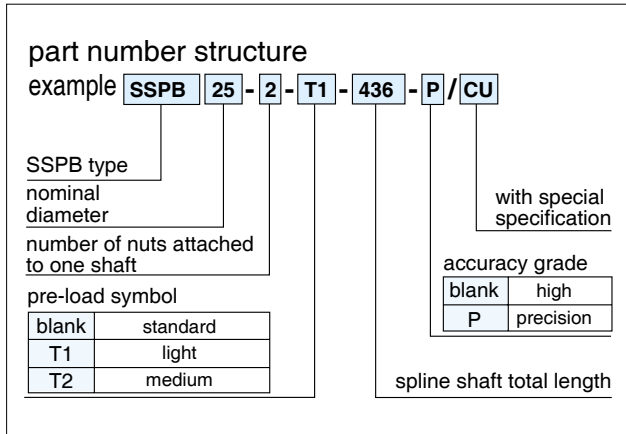 part number structure
example SSPB 25 - 2 - T1 - 436 - P / CU
SSPB type
nominal
diameter
number of nuts attached
to one shaft
pre-load symbol
blank standard
T1 light
T2 medium
with special
specification
accuracy grade
blank high
P precision
spline shaft total length